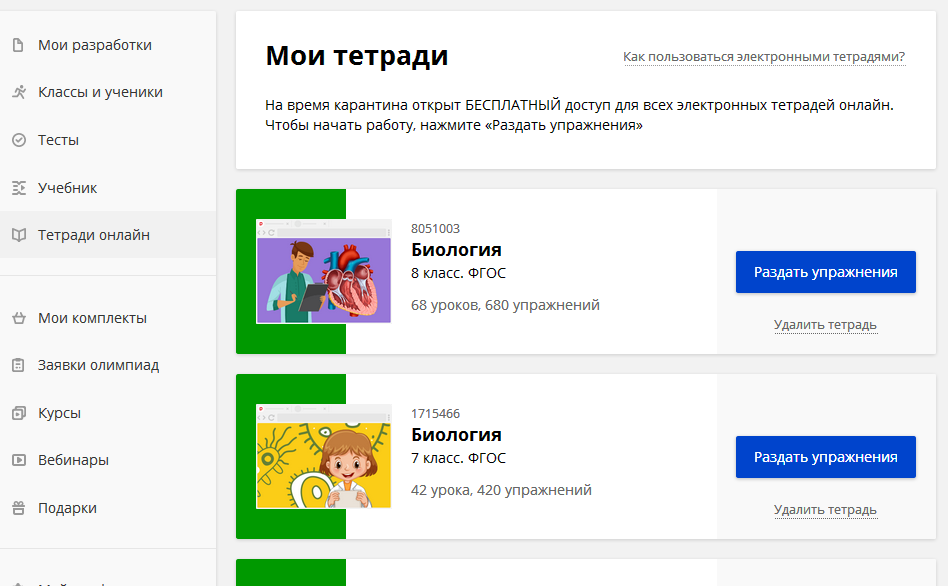 Мои разработки
Классы и ученики
Тесты
Учебник
Тетради онлайн
Мои комплекты
Заявки олимпиад
Курсы
Вебинары
Подарки
Мои тетради
Как пользоваться электронными тетрадями?
На время карантина открыт БЕСПЛАТНЫЙ доступ для всех электронных тетрадей онлайн.
Чтобы начать работу, нажмите «Раздать упражнения»
8051003
Биология
8 класс. ФГОС
68 уроков, 680 упражнений
Раздать упражнения
Удалить тетрадь
1715466
Биология
7 класс. ФГОС
42 урока, 420 упражнений
Раздать упражнения
Удалить тетрадь